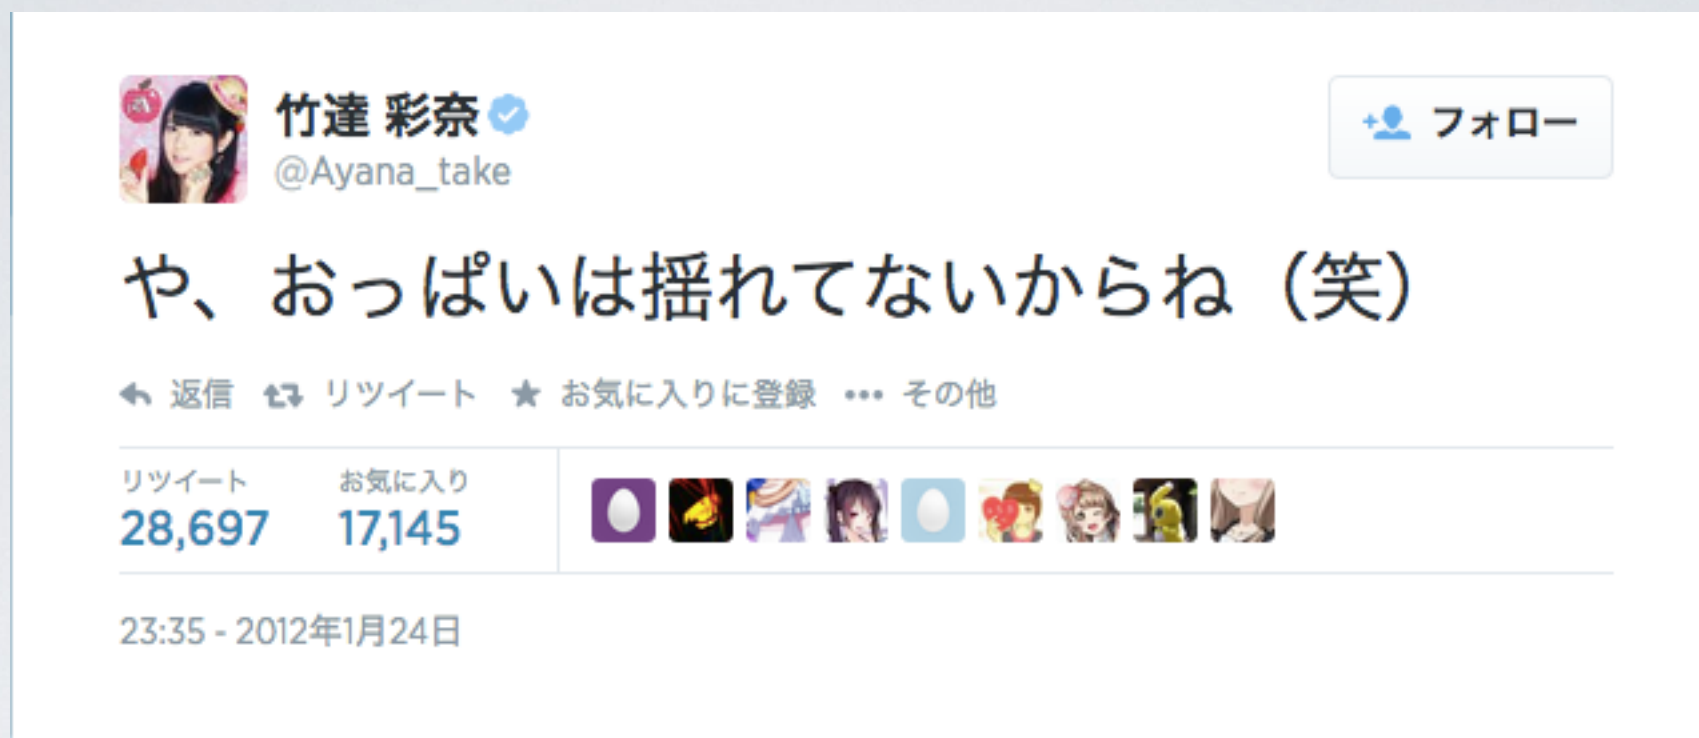 竹達 彩奈
@Ayana_take
フォロー
や、おっぱいは揺れてないからね（笑）
返信 リツイート お気に入りに登録 その他
リツイート お気に入り
28,697 17,145
23:35 - 2012年1月24日